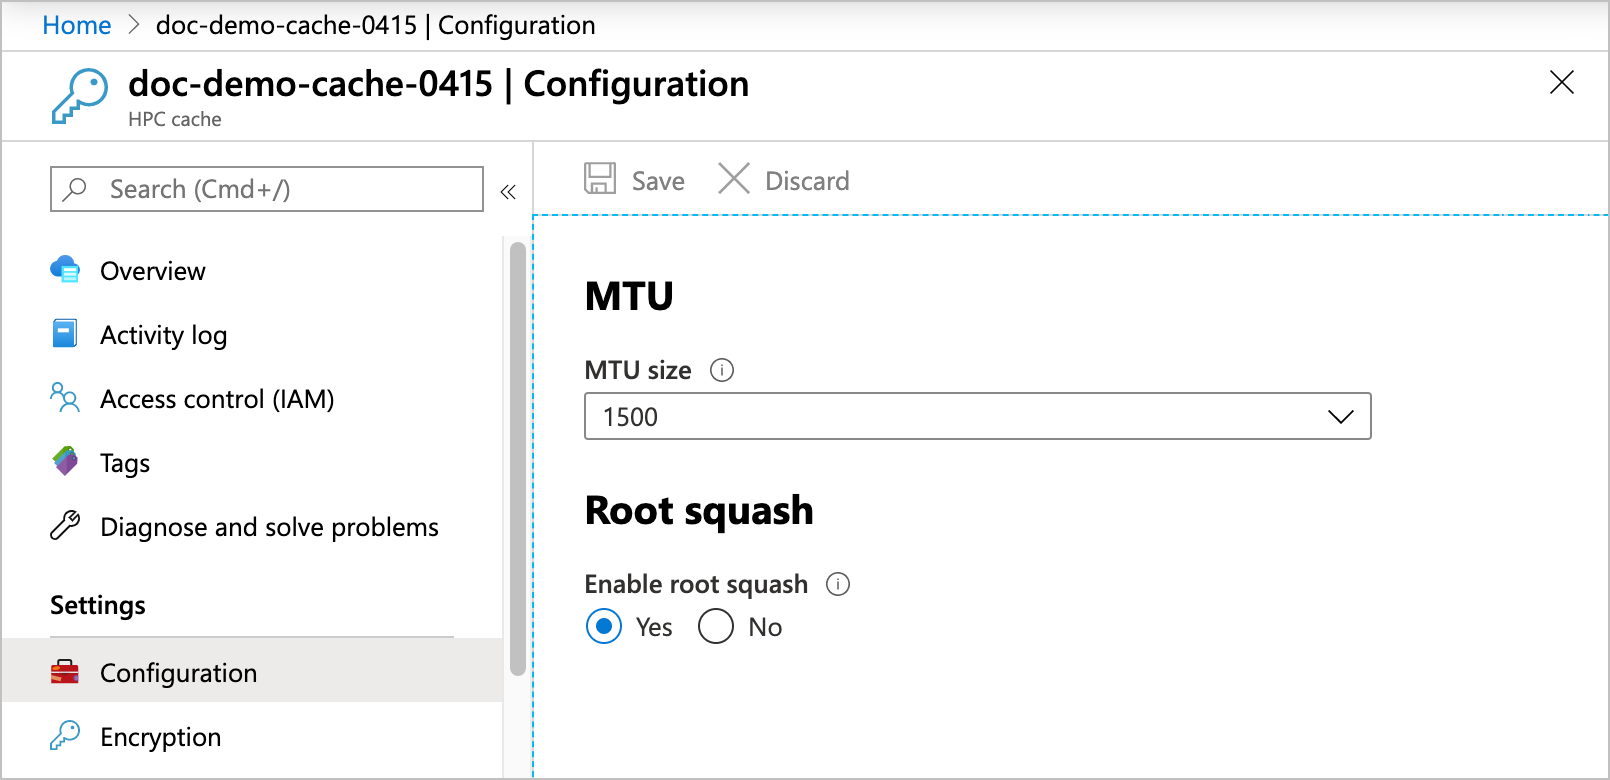 Home > doc-demo-cache-0415 | Configuration
doc-demo-cache-0415 | Configuration
HPC cache
Search (Cmd+/)
«
Overview
Activity log
Access control (IAM)
Tags
Diagnose and solve problems
Settings
Configuration
Encryption
Save
Discard
MTU
MTU size
1500
Root squash
Enable root squash
Yes
No